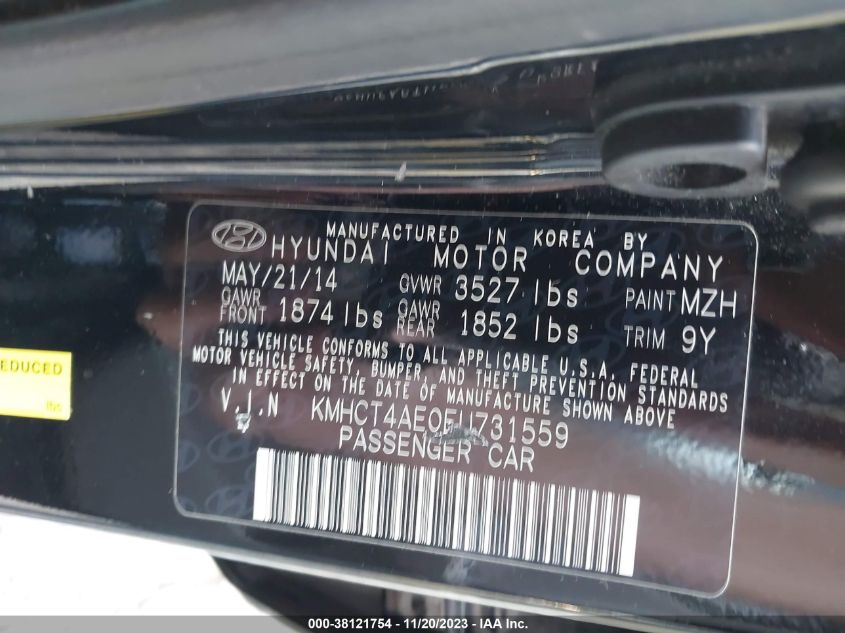 MANUFACTURED IN KOREA BY
HYUNDAI MOTOR COMPANY
MAY/21/14 GVWR 3527 lbs PAINT MZH
GAWR FRONT 1874 lbs GAWR REAR 1852 lbs TRIM 9Y
THIS VEHICLE CONFORMS TO ALL APPLICABLE U.S.A. FEDERAL
MOTOR VEHICLE SAFETY, BUMPER, AND THEFT PREVENTION STANDARDS
IN EFFECT ON THE DATE OF MANUFACTURE SHOWN ABOVE
V.I.N KMHCT4AE0EU731559
PASSENGER CAR
EDUCED
lbs
000-38121754 - 11/20/2023 - IAA Inc.